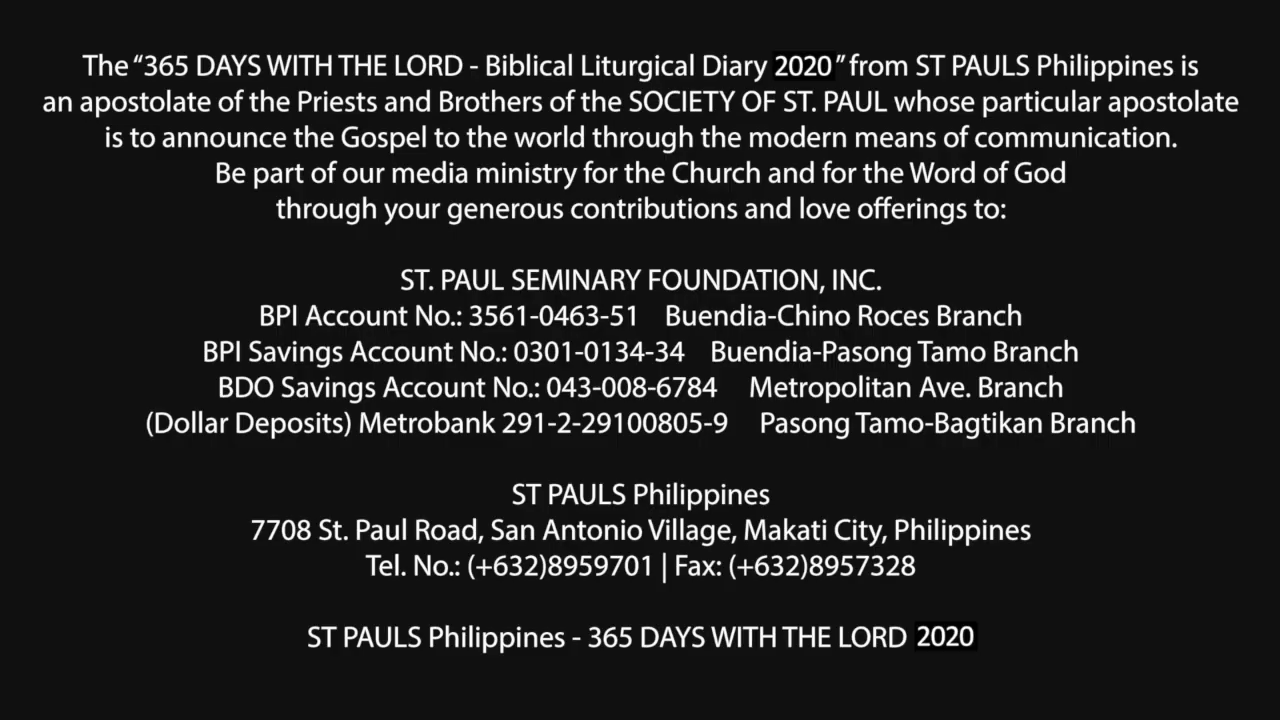 The “365 DAYS WITH THE LORD - Biblical Liturgical Diary 2020” from ST PAULS Philippines is
an apostolate of the Priests and Brothers of the SOCIETY OF ST. PAUL whose particular apostolate
is to announce the Gospel to the world through the modern means of communication.
Be part of our media ministry for the Church and for the Word of God
through your generous contributions and love offerings to:
ST. PAUL SEMINARY FOUNDATION, INC.
BPI Account No.: 3561-0463-51 Buendia-Chino Roces Branch
BPI Savings Account No.: 0301-0134-34 Buendia-Pasong Tamo Branch
BDO Savings Account No.: 043-008-6784 Metropolitan Ave. Branch
(Dollar Deposits) Metrobank 291-2-29100805-9 Pasong Tamo-Bagtikan Branch
ST PAULS Philippines
7708 St. Paul Road, San Antonio Village, Makati City, Philippines
Tel. No.: (+632)8959701 | Fax: (+632)8957328
ST PAULS Philippines - 365 DAYS WITH THE LORD 2020